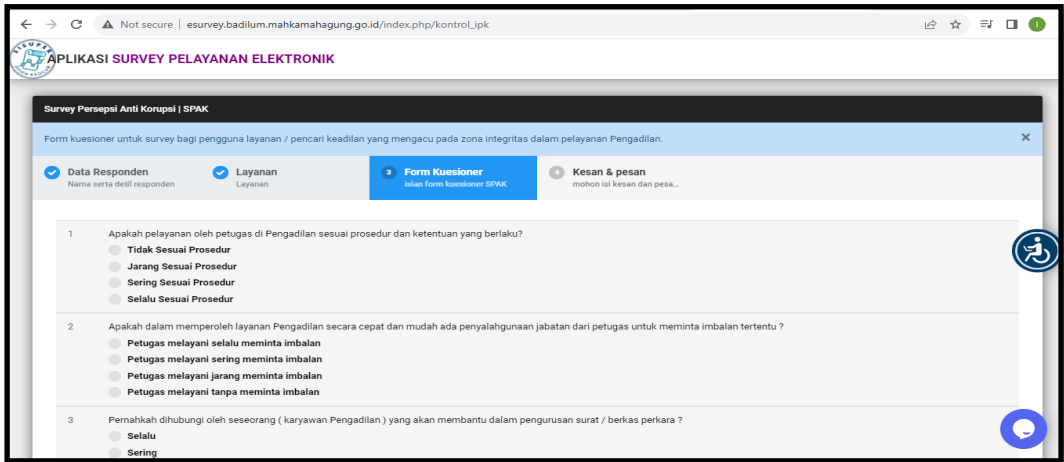 Not secure | esurvey.badilum.mahkamahagung.go.id/index.php/kontrol_ipk
I
SISUPER
APLIKASI SURVEY PELAYANAN ELEKTRONIK
Survey Persepsi Anti Korupsi | SPAK
Form kuesioner untuk survey bagi pengguna layanan / pencari keadilan yang mengacu pada zona integritas dalam pelayanan Pengadilan.
Data Responden
Nama serta detil responden
Layanan
Layanan
3 Form Kuesioner
isian form kuesioner SPAK
4 Kesan & pesan
mohon isi kesan dan pesa...
1 Apakah pelayanan oleh petugas di Pengadilan sesuai prosedur dan ketentuan yang berlaku?
Tidak Sesuai Prosedur
Jarang Sesuai Prosedur
Sering Sesuai Prosedur
Selalu Sesuai Prosedur
2 Apakah dalam memperoleh layanan Pengadilan secara cepat dan mudah ada penyalahgunaan jabatan dari petugas untuk meminta imbalan tertentu ?
Petugas melayani selalu meminta imbalan
Petugas melayani sering meminta imbalan
Petugas melayani jarang meminta imbalan
Petugas melayani tanpa meminta imbalan
3 Pernahkah dihubungi oleh seseorang ( karyawan Pengadilan ) yang akan membantu dalam pengurusan surat / berkas perkara ?
Selalu
Sering